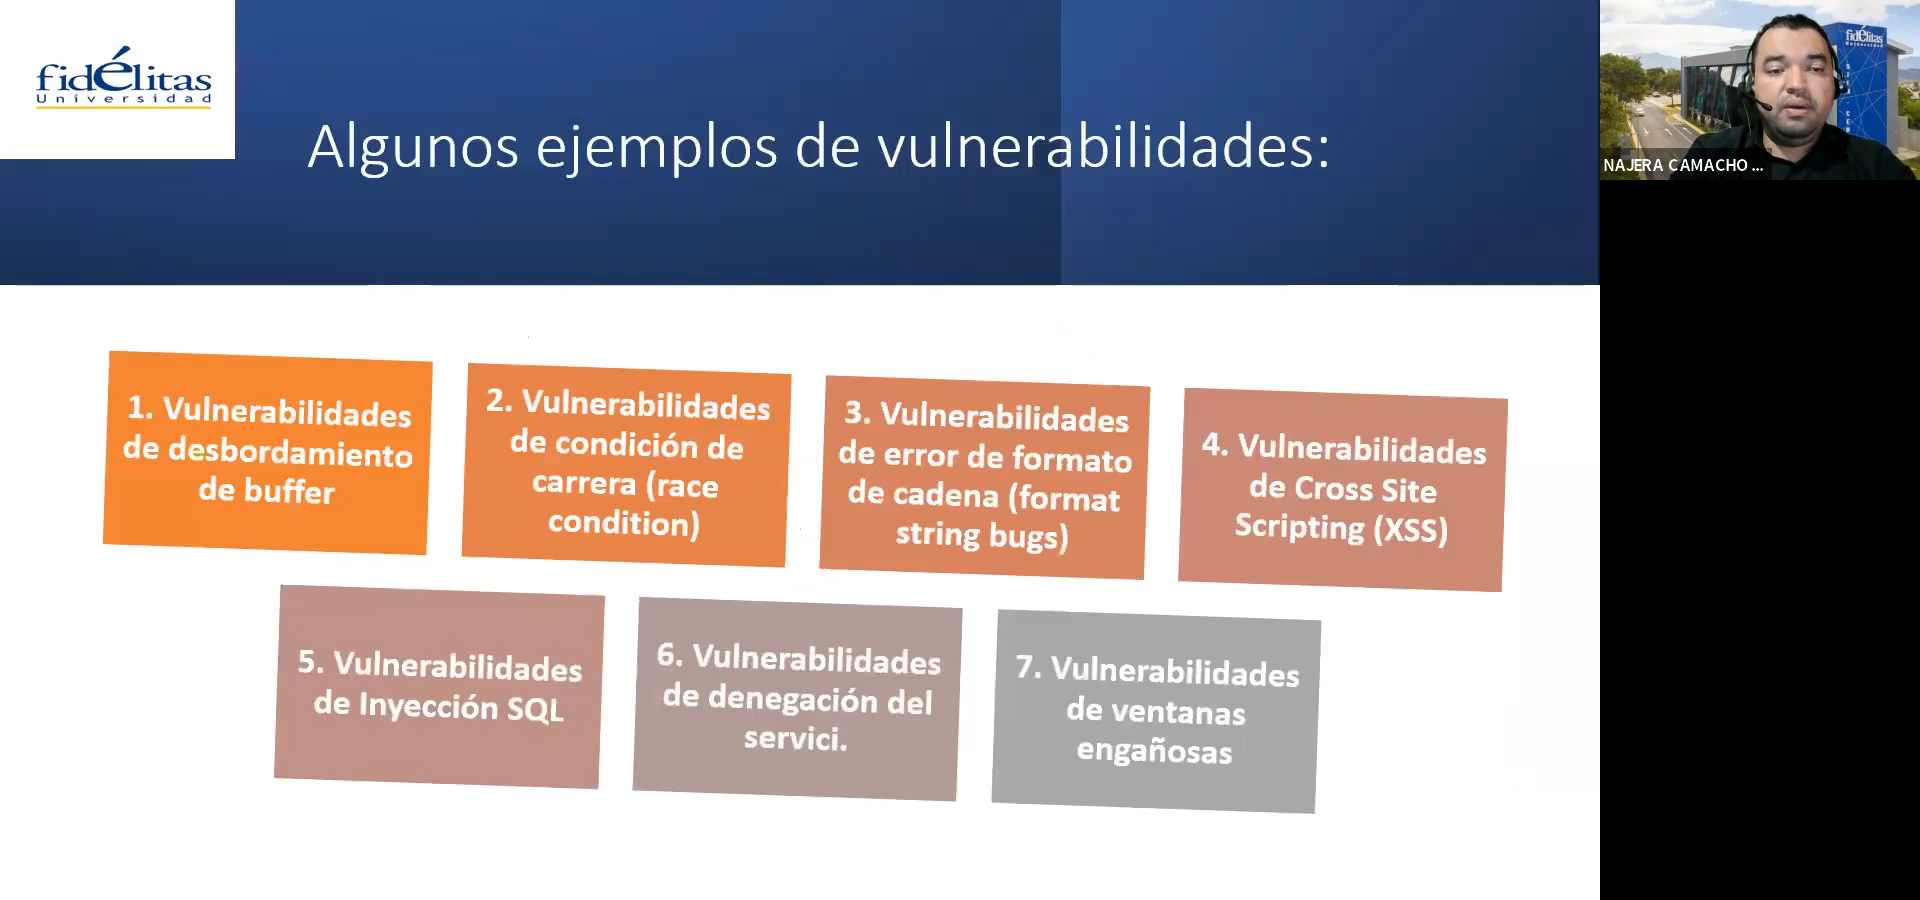 fidélitas
Universidad
Algunos ejemplos de vulnerabilidades:
fidélitas
Universidad
NAJERA CAMACHO ...
1. Vulnerabilidades
de desbordamiento
de buffer
2. Vulnerabilidades
de condición de
carrera (race
condition)
3. Vulnerabilidades
de error de formato
de cadena (format
string bugs)
4. Vulnerabilidades
de Cross Site
Scripting (XSS)
5. Vulnerabilidades
de Inyección SQL
6. Vulnerabilidades
de denegación del
servici.
7. Vulnerabilidades
de ventanas
engañosas